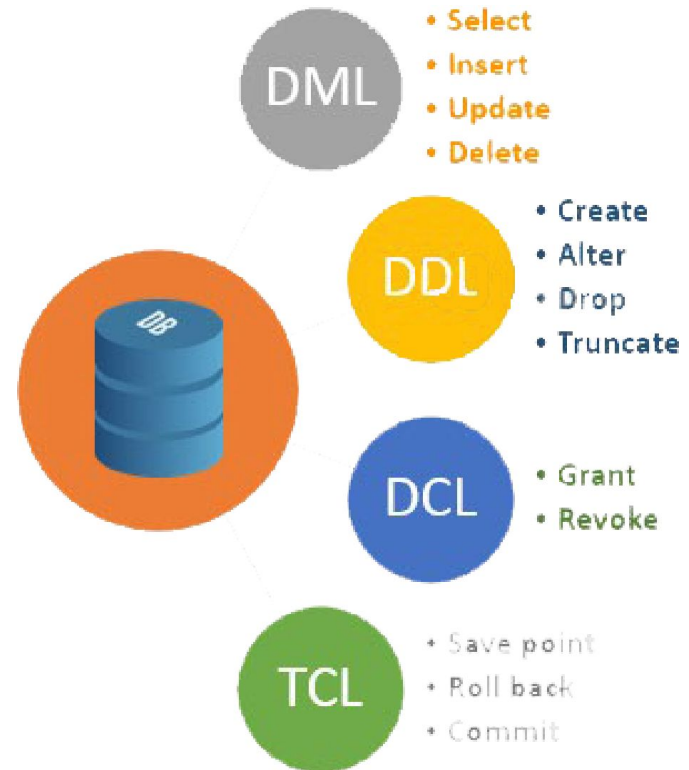 DML
• Select
• Insert
• Update
• Delete
DDL
• Create
• Alter
• Drop
• Truncate
DB
DCL
• Grant
• Revoke
TCL
• Save point
• Roll back
• Commit